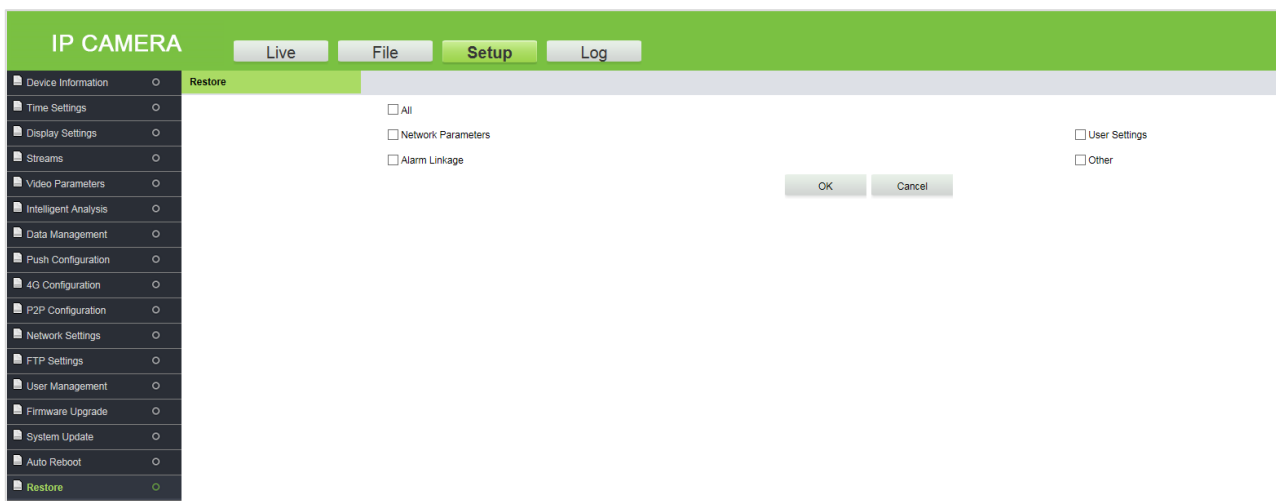 IP CAMERA
Live File Setup Log
Device Information
Time Settings
Display Settings
Streams
Video Parameters
Intelligent Analysis
Data Management
Push Configuration
4G Configuration
P2P Configuration
Network Settings
FTP Settings
User Management
Firmware Upgrade
System Update
Auto Reboot
Restore
Restore
All
Network Parameters User Settings
Alarm Linkage Other
OK Cancel